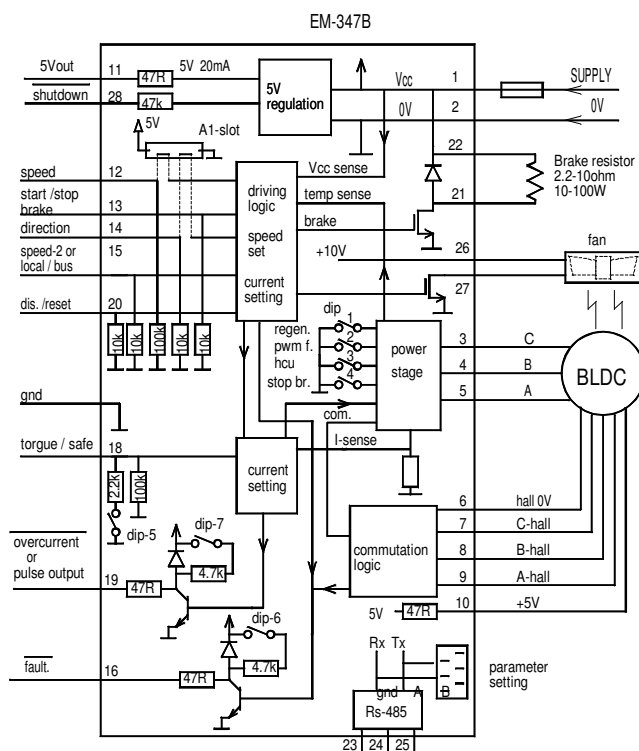 EM-347B
5Vout 11 47R 5V 20mA
shutdown 28 47k
5V regulation
Vcc 1 SUPPLY
0V 2 0V
5V A1-slot
22
Brake resistor
2.2-10ohm
10-100W
21
speed 12
start /stop
brake 13
direction 14
speed-2 or 15
local / bus
dis. /reset 20
driving
logic
speed
set
current
setting
Vcc sense
temp sense
brake
+10V
26
fan
27
10k 10k 100k 10k 10k
dip
regen. 1
pwm f. 2
hcu 3
stop br. 4
power
stage
3 C
4 B
5 A
BLDC
gnd
com.
torgue / safe 18
I-sense
2.2k 100k
dip-5
current
setting
6 hall 0V
7 C-hall
8 B-hall
9 A-hall
10 +5V
commutation
logic
5V 47R
overcurrent
or
pulse output
19 47R
dip-7
4.7k
dip-6
4.7k
fault. 16 47R
Rx Tx
gnd A B
Rs-485
parameter
setting
23 24 25